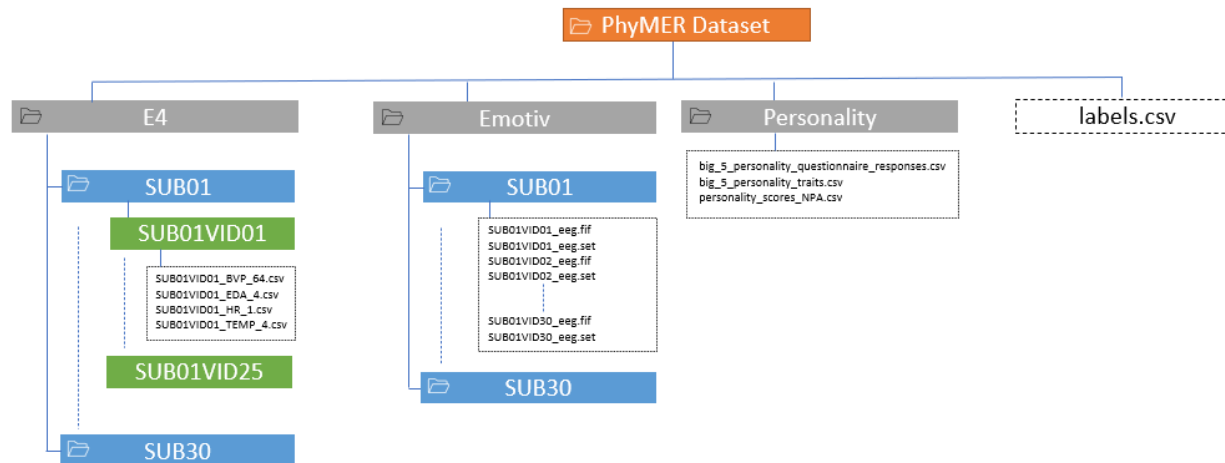 PhyMER Dataset
E4
Emotiv
Personality
labels.csv
SUB01
SUB01VID01
SUB01VID01_BVP_64.csv
SUB01VID01_EDA_4.csv
SUB01VID01_HR_1.csv
SUB01VID01_TEMP_4.csv
SUB01VID25
SUB30
SUB01
SUB01VID01_eeg.fif
SUB01VID01_eeg.set
SUB01VID02_eeg.fif
SUB01VID02_eeg.set
SUB01VID30_eeg.fif
SUB01VID30_eeg.set
SUB30
big_5_personality_questionnaire_responses.csv
big_5_personality_traits.csv
personality_scores_NPA.csv